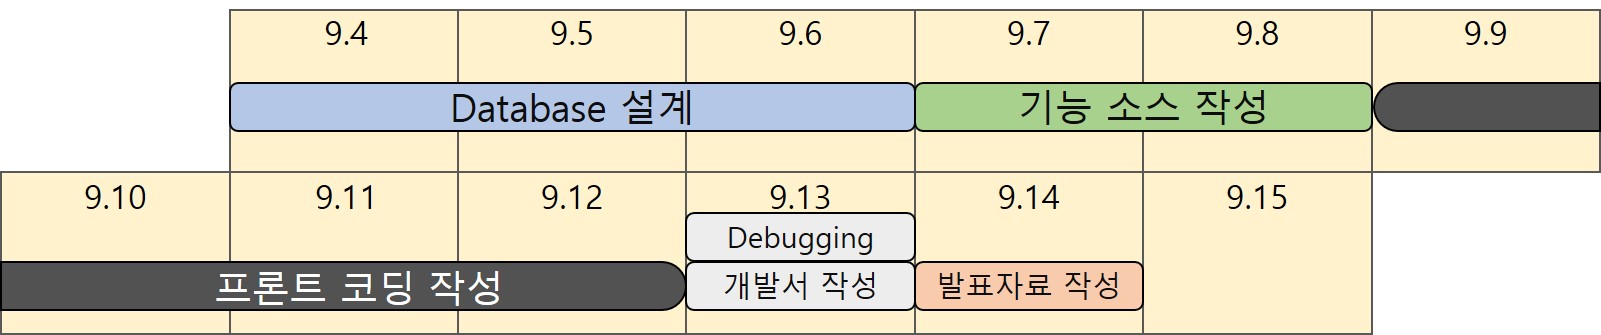 9.4 9.5 9.6 9.7 9.8 9.9
Database 설계 기능 소스 작성
9.10 9.11 9.12 9.13 9.14 9.15
Debugging
프론트 코딩 작성 개발서 작성 발표자료 작성